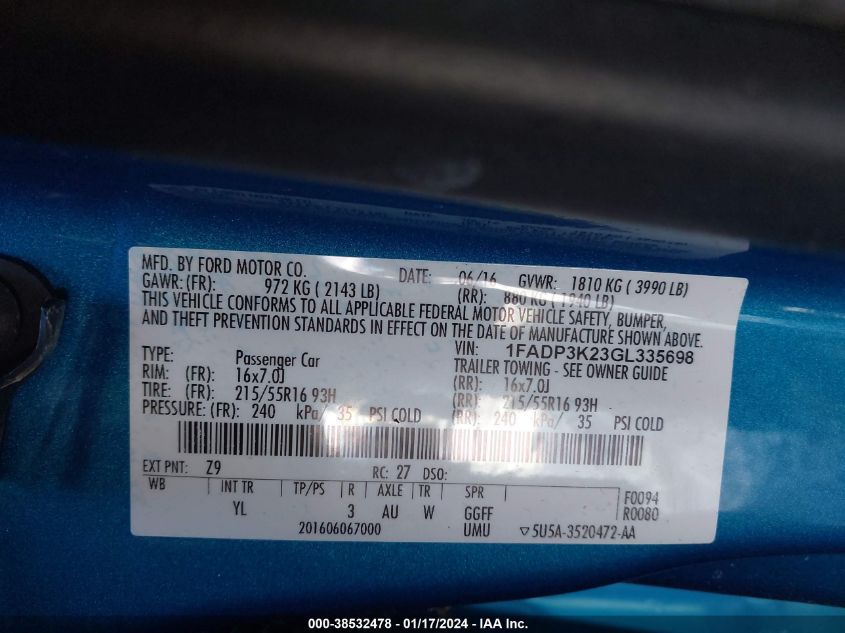 MFD. BY FORD MOTOR CO. DATE: 06/16 GVWR: 1810 KG ( 3990 LB)
GAWR: (FR): 972 KG ( 2143 LB) (RR): 880 KG ( 1940 LB)
THIS VEHICLE CONFORMS TO ALL APPLICABLE FEDERAL MOTOR VEHICLE SAFETY, BUMPER,
AND THEFT PREVENTION STANDARDS IN EFFECT ON THE DATE OF MANUFACTURE SHOWN ABOVE.
VIN: 1FADP3K23GL335698
TYPE: Passenger Car TRAILER TOWING - SEE OWNER GUIDE
RIM: (FR): 16x7.0J (RR): 16x7.0J
TIRE: (FR): 215/55R16 93H (RR): 215/55R16 93H
PRESSURE: (FR): 240 kPa/ 35 PSI COLD (RR): 240 kPa/ 35 PSI COLD
EXT PNT: Z9 RC: 27 DSO:
WB INT TR TP/PS R AXLE TR SPR F0094
YL 3 AU W GGFF R0080
201606067000 UMU ▽5U5A-3520472-AA
000-38532478 - 01/17/2024 - IAA Inc.